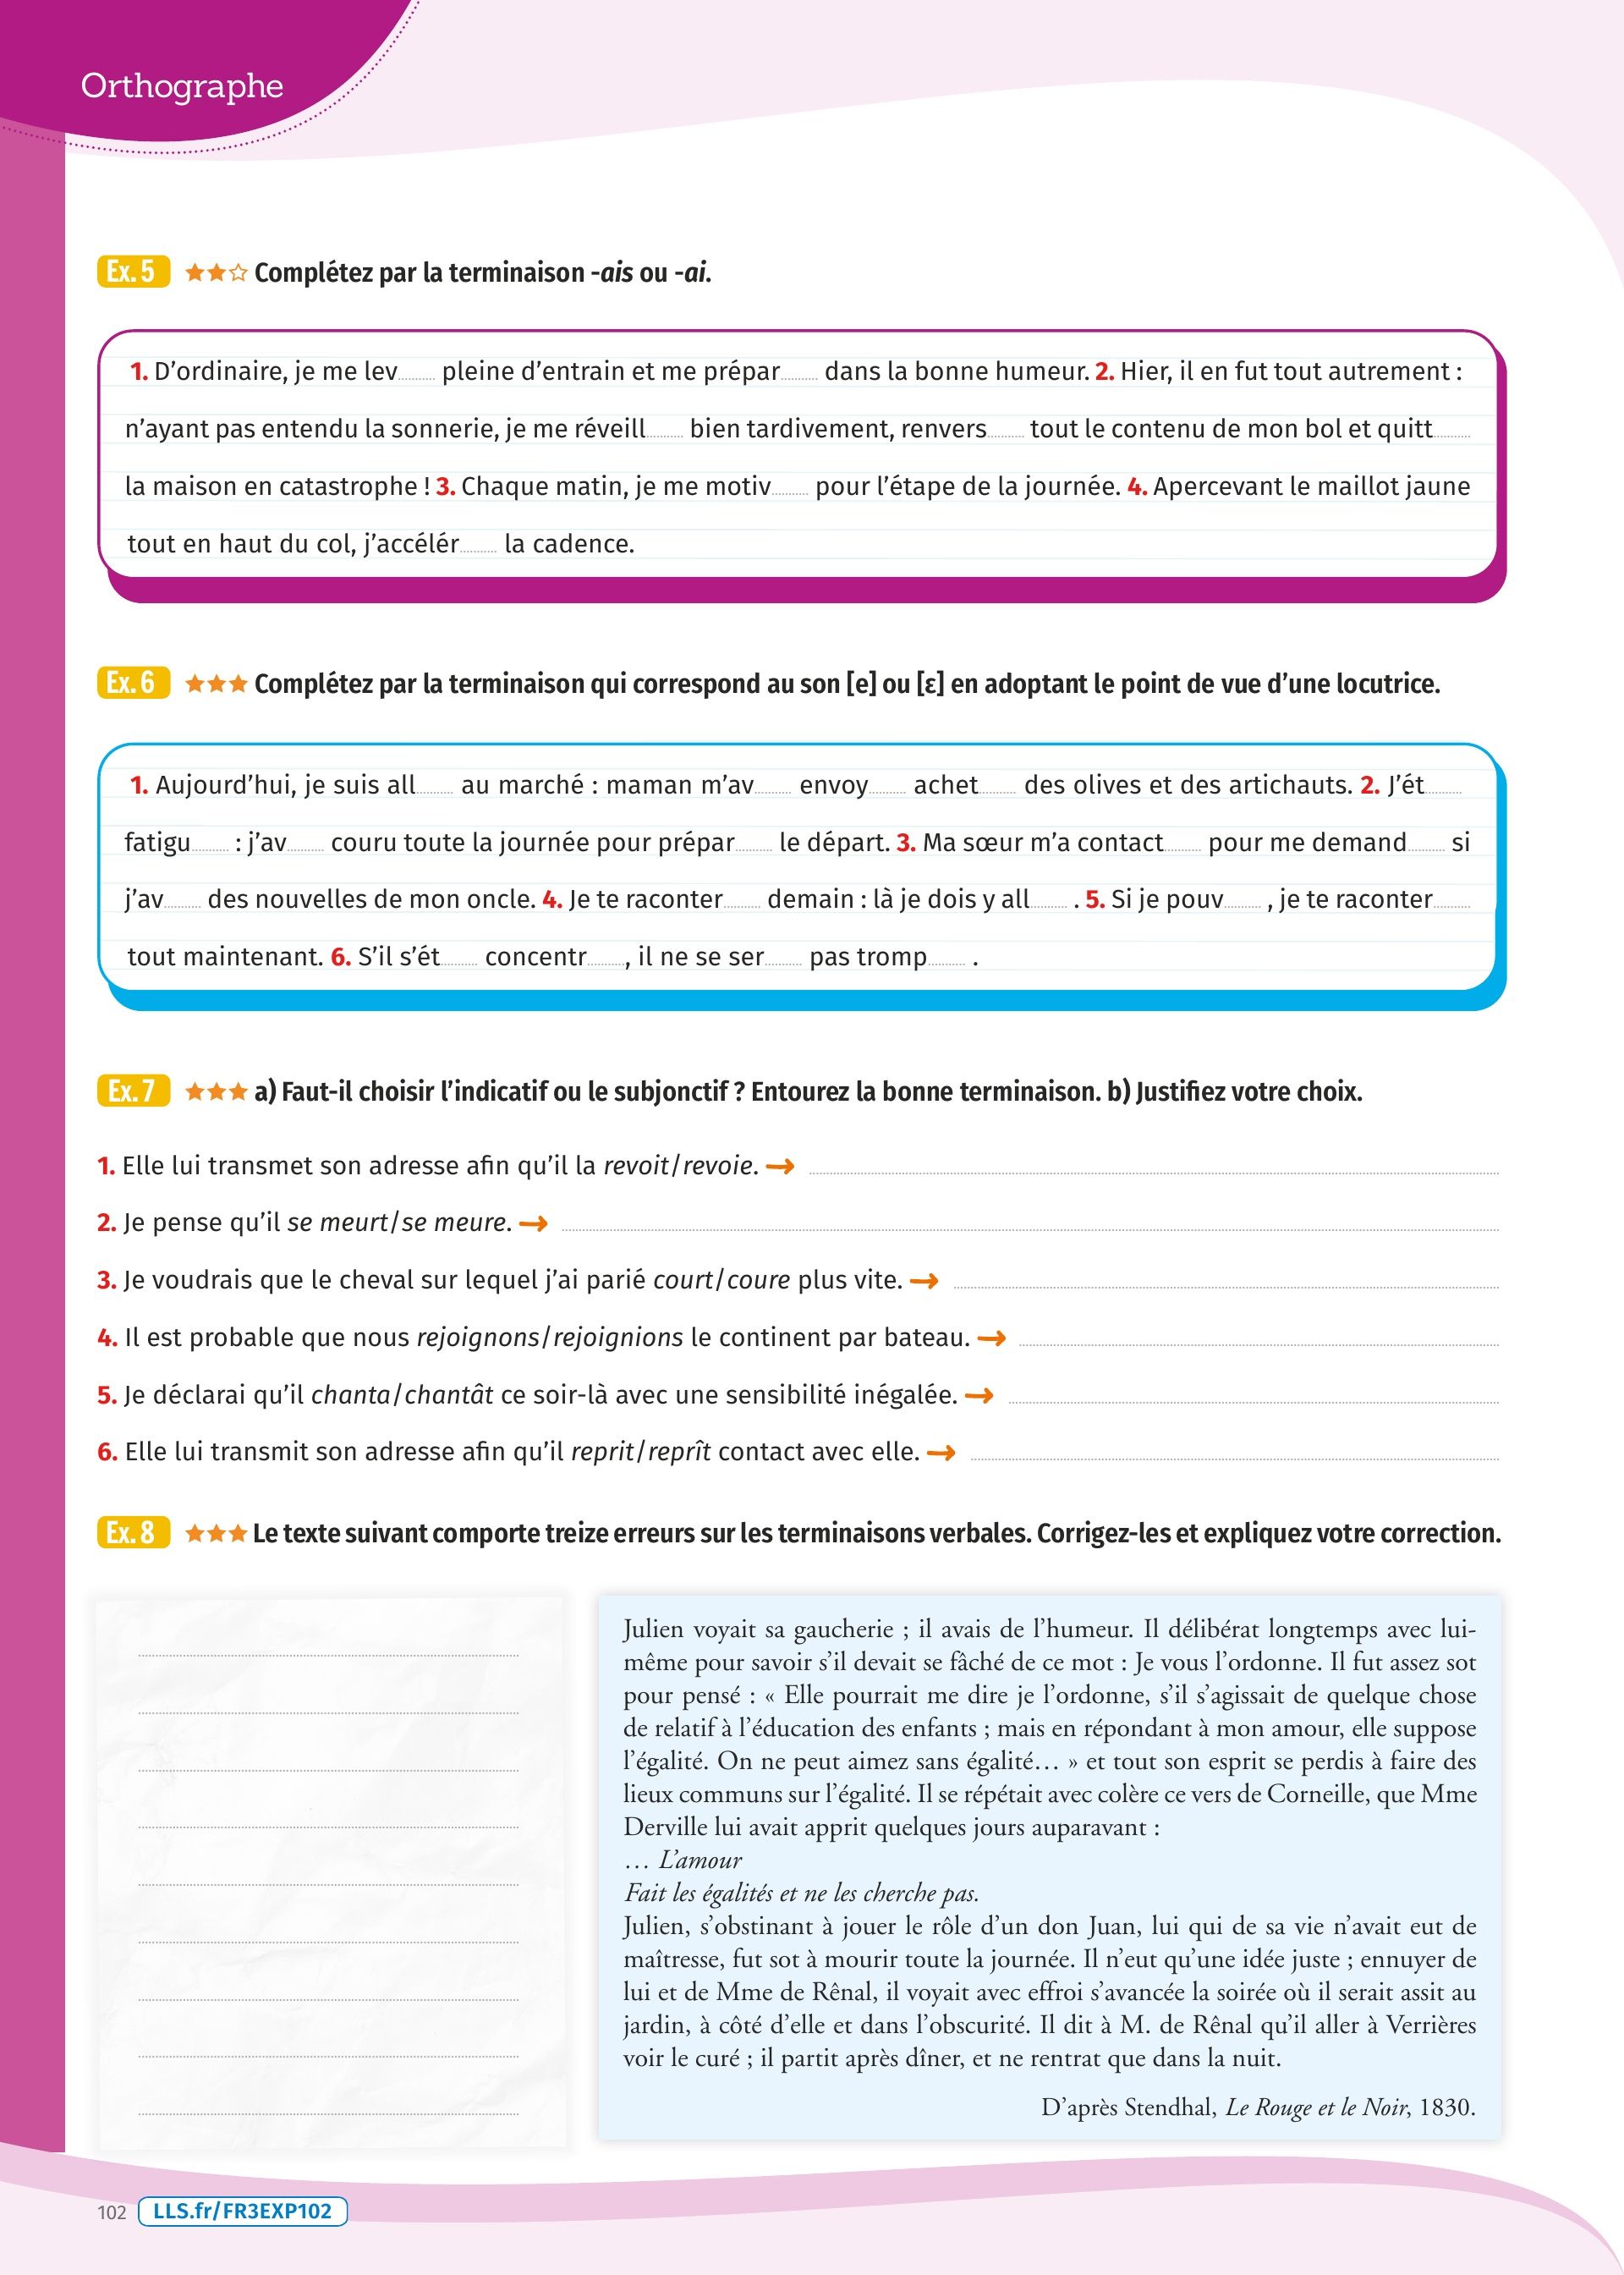 Orthographe
Ex. 5 ★★☆ Complétez par la terminaison -ais ou -ai.
1. D’ordinaire, je me lev........ pleine d’entrain et me prépar........ dans la bonne humeur. 2. Hier, il en fut tout autrement :
n’ayant pas entendu la sonnerie, je me réveill........ bien tardivement, renvers........ tout le contenu de mon bol et quitt........
la maison en catastrophe ! 3. Chaque matin, je me motiv........ pour l’étape de la journée. 4. Apercevant le maillot jaune
tout en haut du col, j’accélér........ la cadence.
Ex. 6 ★★★ Complétez par la terminaison qui correspond au son [e] ou [ɛ] en adoptant le point de vue d’une locutrice.
1. Aujourd’hui, je suis all........ au marché : maman m’av........ envoy........ achet........ des olives et des artichauts. 2. J’ét........
fatigu........ : j’av........ couru toute la journée pour prépar........ le départ. 3. Ma sœur m’a contact........ pour me demand........ si
j’av........ des nouvelles de mon oncle. 4. Je te raconter........ demain : là je dois y all........ . 5. Si je pouv........ , je te raconter........
tout maintenant. 6. S’il s’ét........ concentr........, il ne se ser........ pas tromp........ .
Ex. 7 ★★★ a) Faut-il choisir l’indicatif ou le subjonctif ? Entourez la bonne terminaison. b) Justifiez votre choix.
1. Elle lui transmet son adresse afin qu’il la revoit/revoie. →
2. Je pense qu’il se meurt/se meure. →
3. Je voudrais que le cheval sur lequel j’ai parié court/coure plus vite. →
4. Il est probable que nous rejoignons/rejoignions le continent par bateau. →
5. Je déclarai qu’il chanta/chantât ce soir-là avec une sensibilité inégalée. →
6. Elle lui transmit son adresse afin qu’il reprit/reprît contact avec elle. →
Ex. 8 ★★★ Le texte suivant comporte treize erreurs sur les terminaisons verbales. Corrigez-les et expliquez votre correction.
Julien voyait sa gaucherie ; il avais de l’humeur. Il délibérat longtemps avec lui-
même pour savoir s’il devait se fâché de ce mot : Je vous l’ordonne. Il fut assez sot
pour pensé : « Elle pourrait me dire je l’ordonne, s’il s’agissait de quelque chose
de relatif à l’éducation des enfants ; mais en répondant à mon amour, elle suppose
l’égalité. On ne peut aimez sans égalité… » et tout son esprit se perdis à faire des
lieux communs sur l’égalité. Il se répétait avec colère ce vers de Corneille, que Mme
Derville lui avait apprit quelques jours auparavant :
… L’amour
Fait les égalités et ne les cherche pas.
Julien, s’obstinant à jouer le rôle d’un don Juan, lui qui de sa vie n’avait eut de
maîtresse, fut sot à mourir toute la journée. Il n’eut qu’une idée juste ; ennuyer de
lui et de Mme de Rênal, il voyait avec effroi s’avancée la soirée où il serait assit au
jardin, à côté d’elle et dans l’obscurité. Il dit à M. de Rênal qu’il aller à Verrières
voir le curé ; il partit après dîner, et ne rentrat que dans la nuit.
D’après Stendhal, Le Rouge et le Noir, 1830.
102 LLS.fr/FR3EXP102